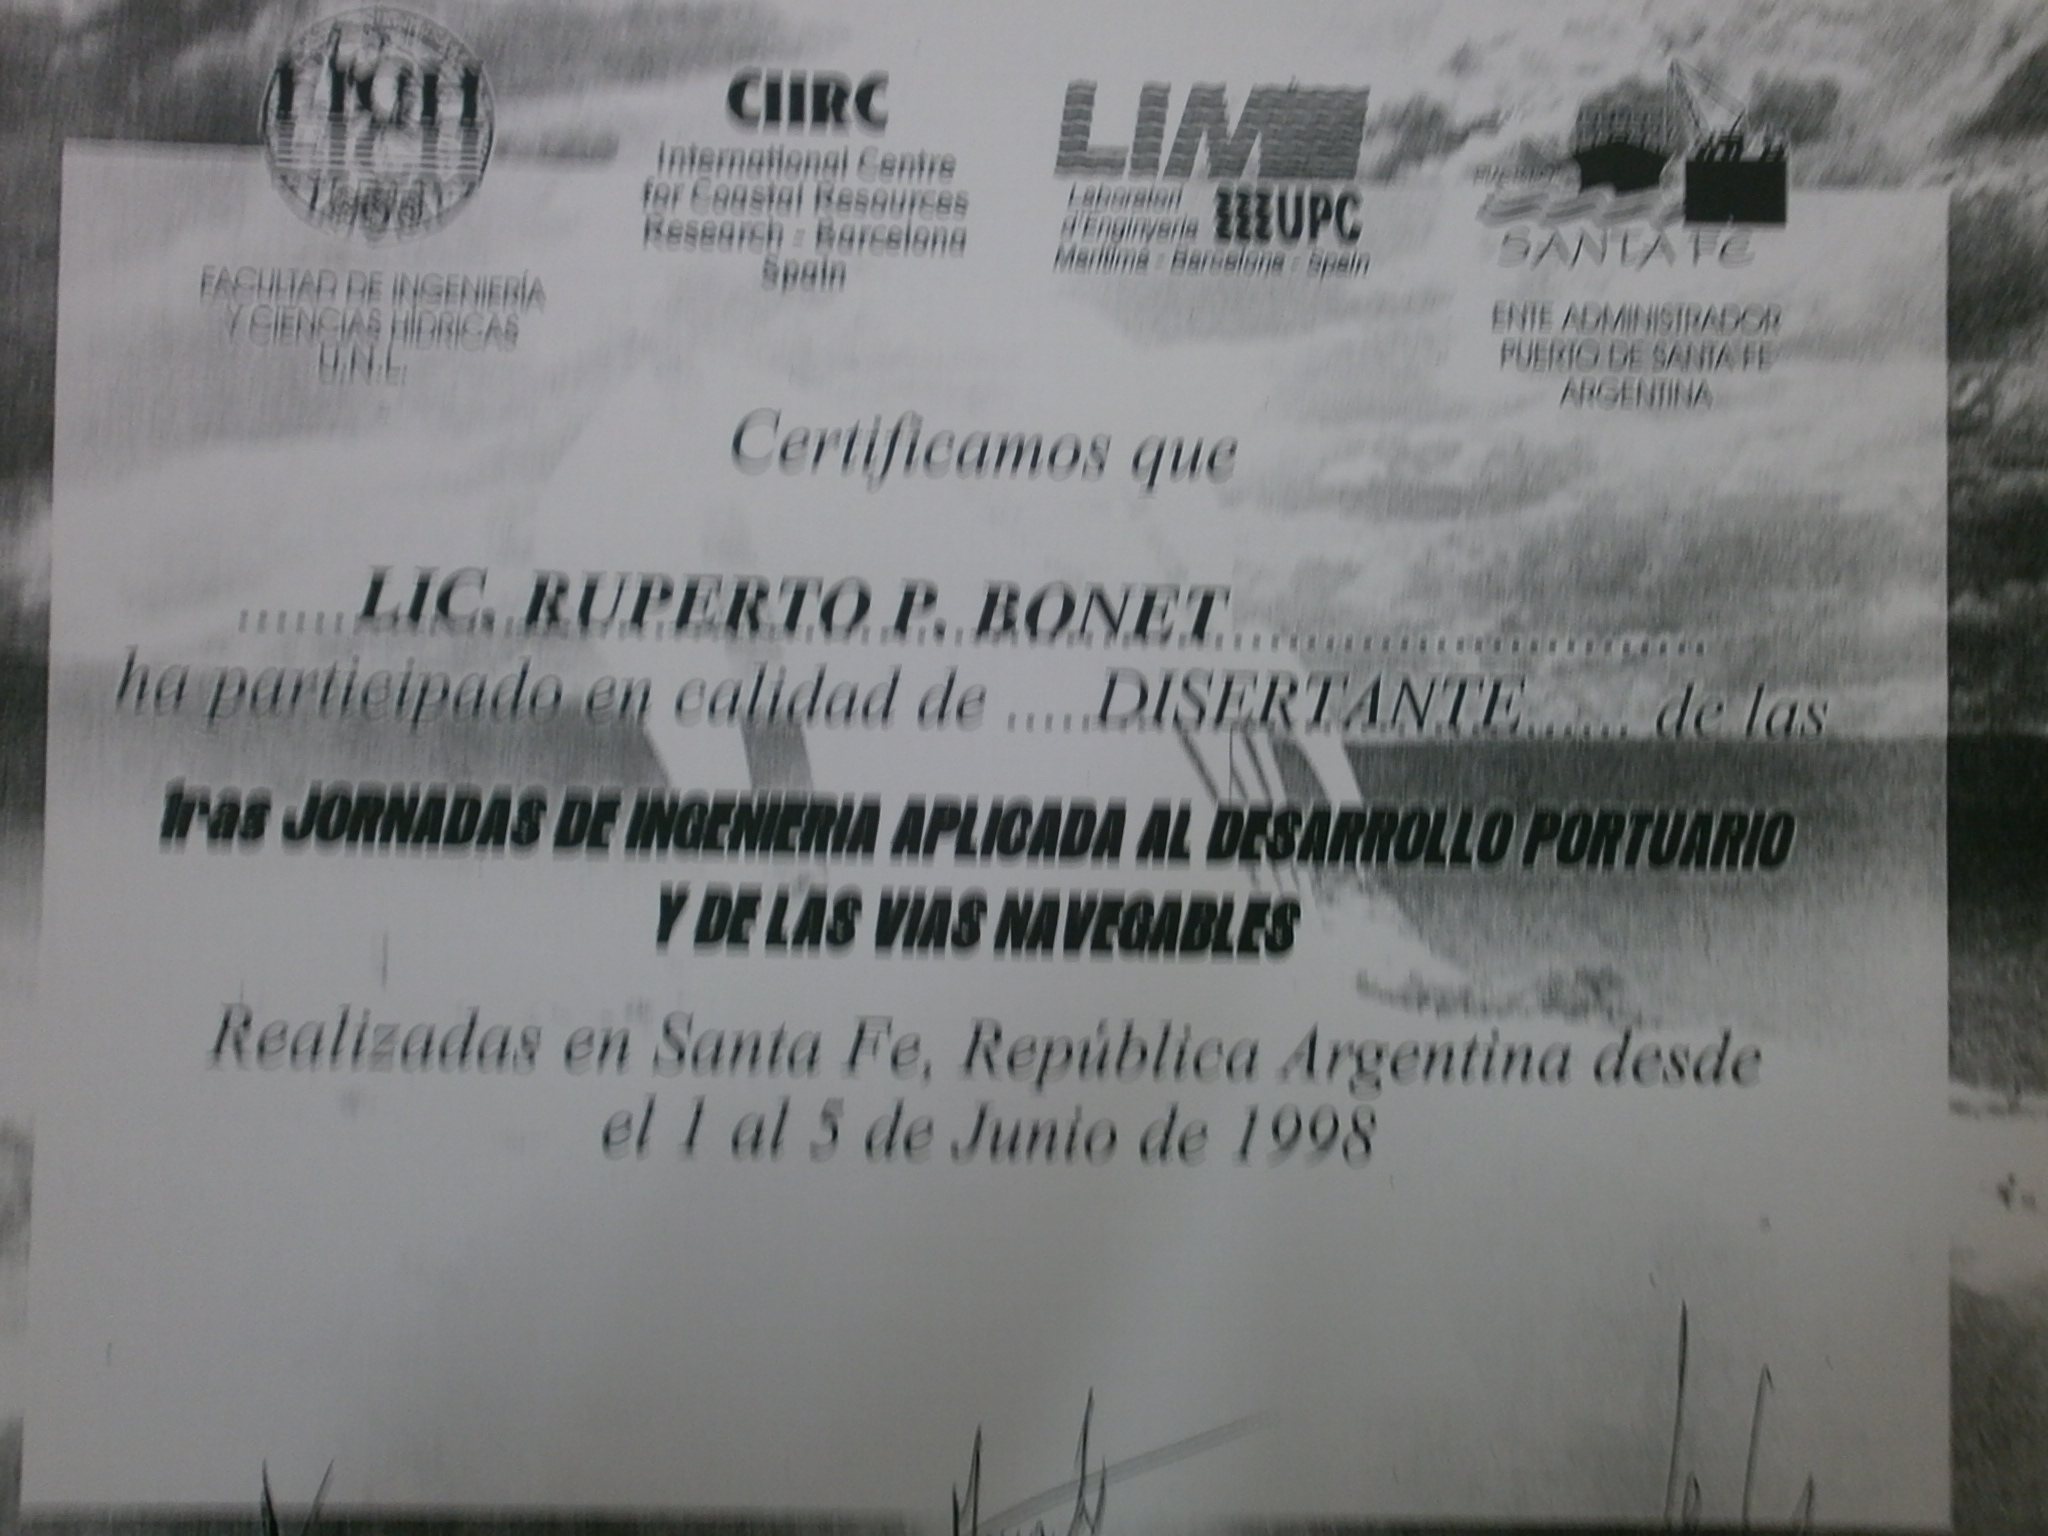 FICH
UNL
FACULTAD DE INGENIERÍA
Y CIENCIAS HÍDRICAS
U.N.L.
CIIRC
International Centre
for Coastal Resources
Research - Barcelona
Spain
LIM
Laboratori
d'Enginyeria UPC
Marítima - Barcelona - Spain
SANTA FE
ENTE ADMINISTRADOR
PUERTO DE SANTA FE
ARGENTINA
Certificamos que
......LIC. RUPERTO P. BONET..............................
ha participado en calidad de .....DISERTANTE...... de las
1ras JORNADAS DE INGENIERIA APLICADA AL DESARROLLO PORTUARIO
Y DE LAS VIAS NAVEGABLES
Realizadas en Santa Fe, República Argentina desde
el 1 al 5 de Junio de 1998